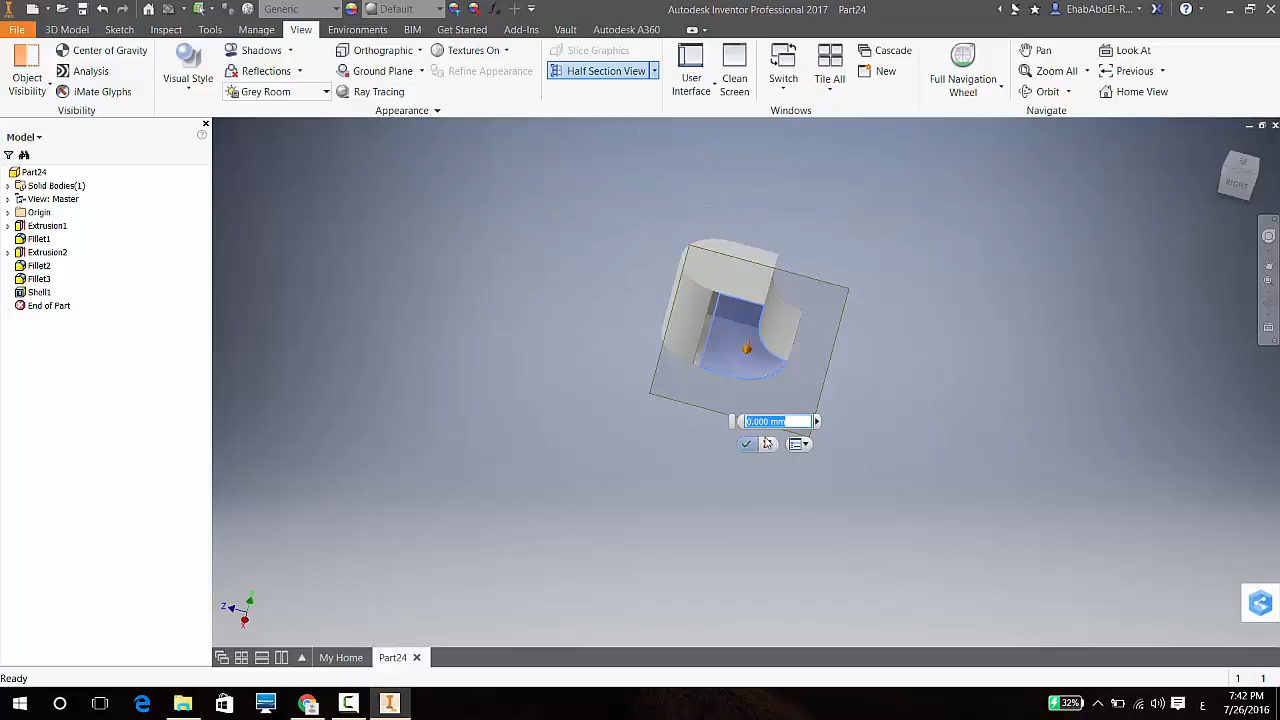 Generic
Default
Autodesk Inventor Professional 2017 Part24
EhabAbdEl-R...
File
3D Model
Sketch
Inspect
Tools
Manage
View
Environments
BIM
Get Started
Add-Ins
Vault
Autodesk A360
Object
Visibility
Center of Gravity
Analysis
iMate Glyphs
Visibility
Visual Style
Shadows
Reflections
Grey Room
Orthographic
Ground Plane
Ray Tracing
Textures On
Refine Appearance
Appearance
Slice Graphics
Half Section View
User
Interface
Clean
Screen
Switch
Tile All
Cascade
New
Windows
Full Navigation
Wheel
Pan
Zoom All
Orbit
Look At
Previous
Home View
Navigate
Model
Part24
Solid Bodies(1)
View: Master
Origin
Extrusion1
Fillet1
Extrusion2
Fillet2
Fillet3
Shell1
End of Part
RIGHT
0.000 mm
Z
My Home
Part24
Ready
1 1
32%
7:42 PM
7/26/2016